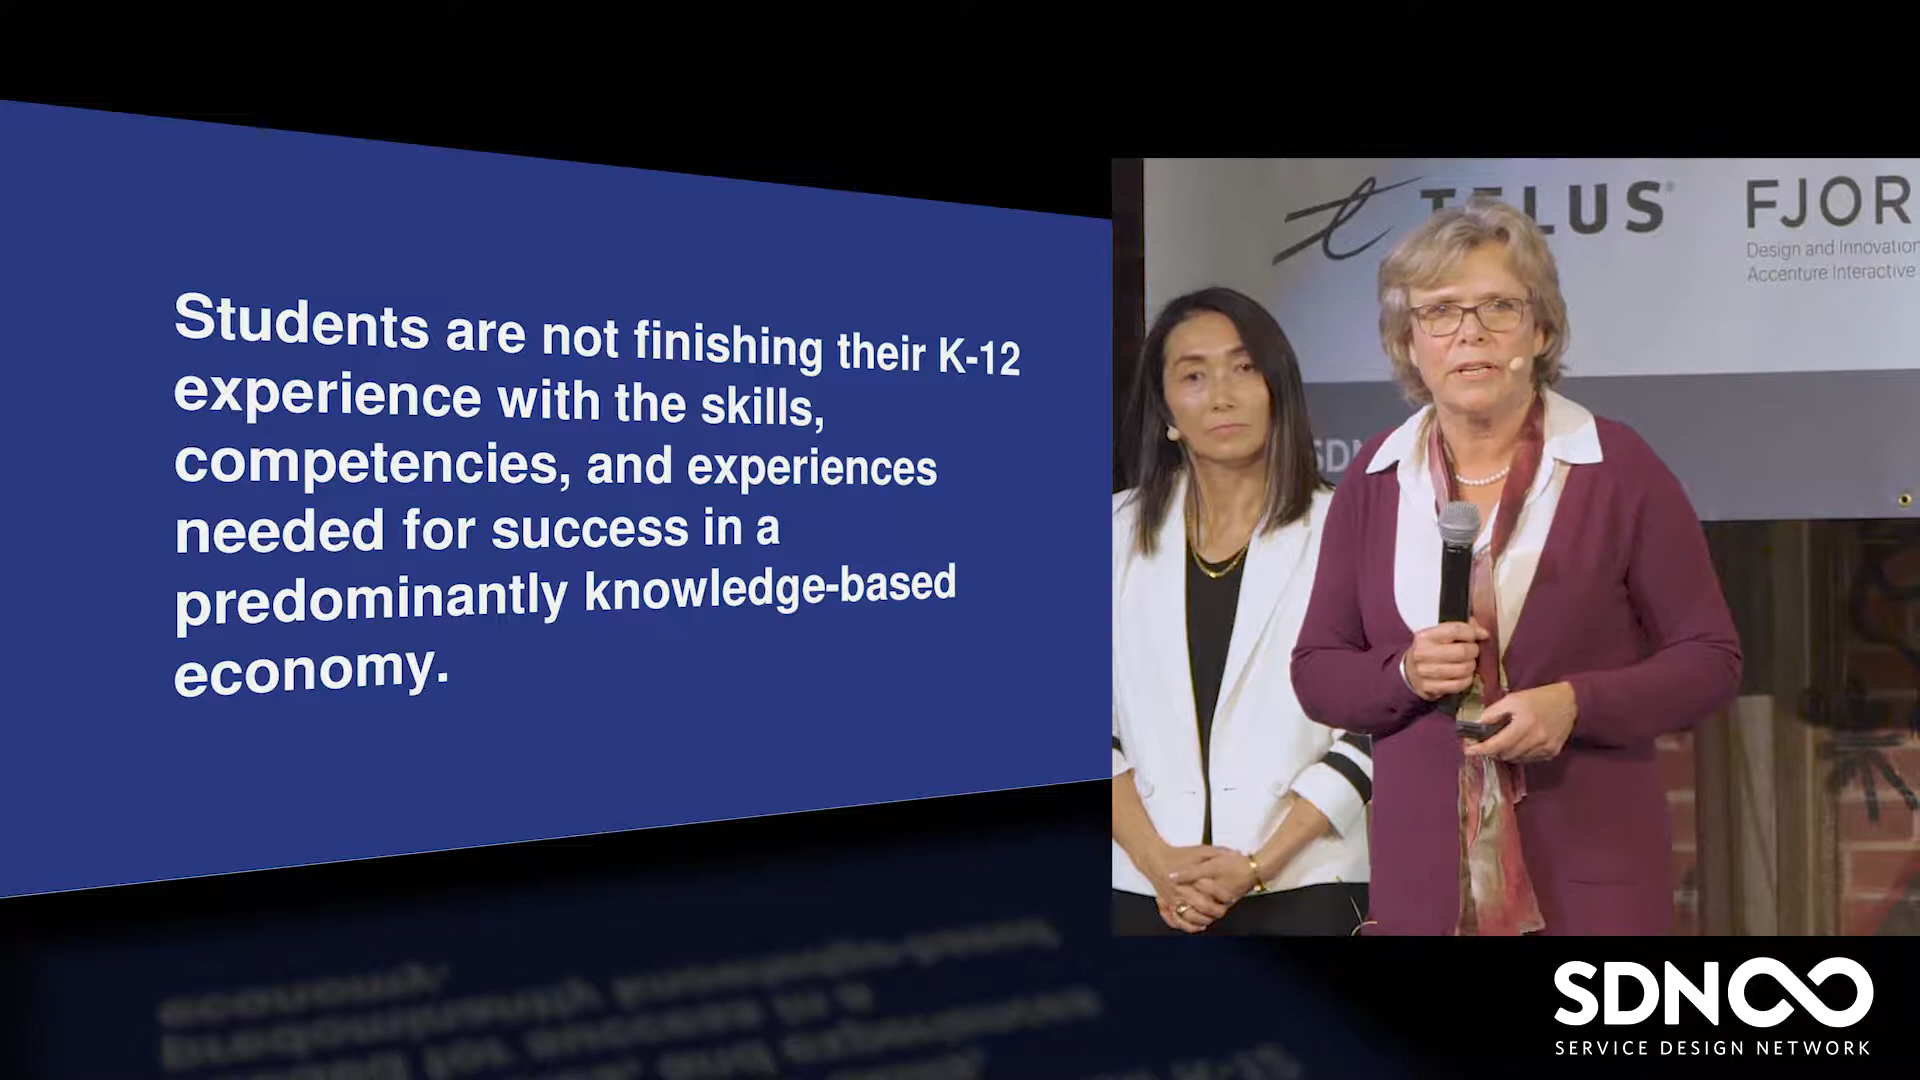 Students are not finishing their K-12
experience with the skills,
competencies, and experiences
needed for success in a
predominantly knowledge-based
economy.
TELUS
FJOR
Design and Innovation
Accenture Interactive
SDN
SDN
SERVICE DESIGN NETWORK